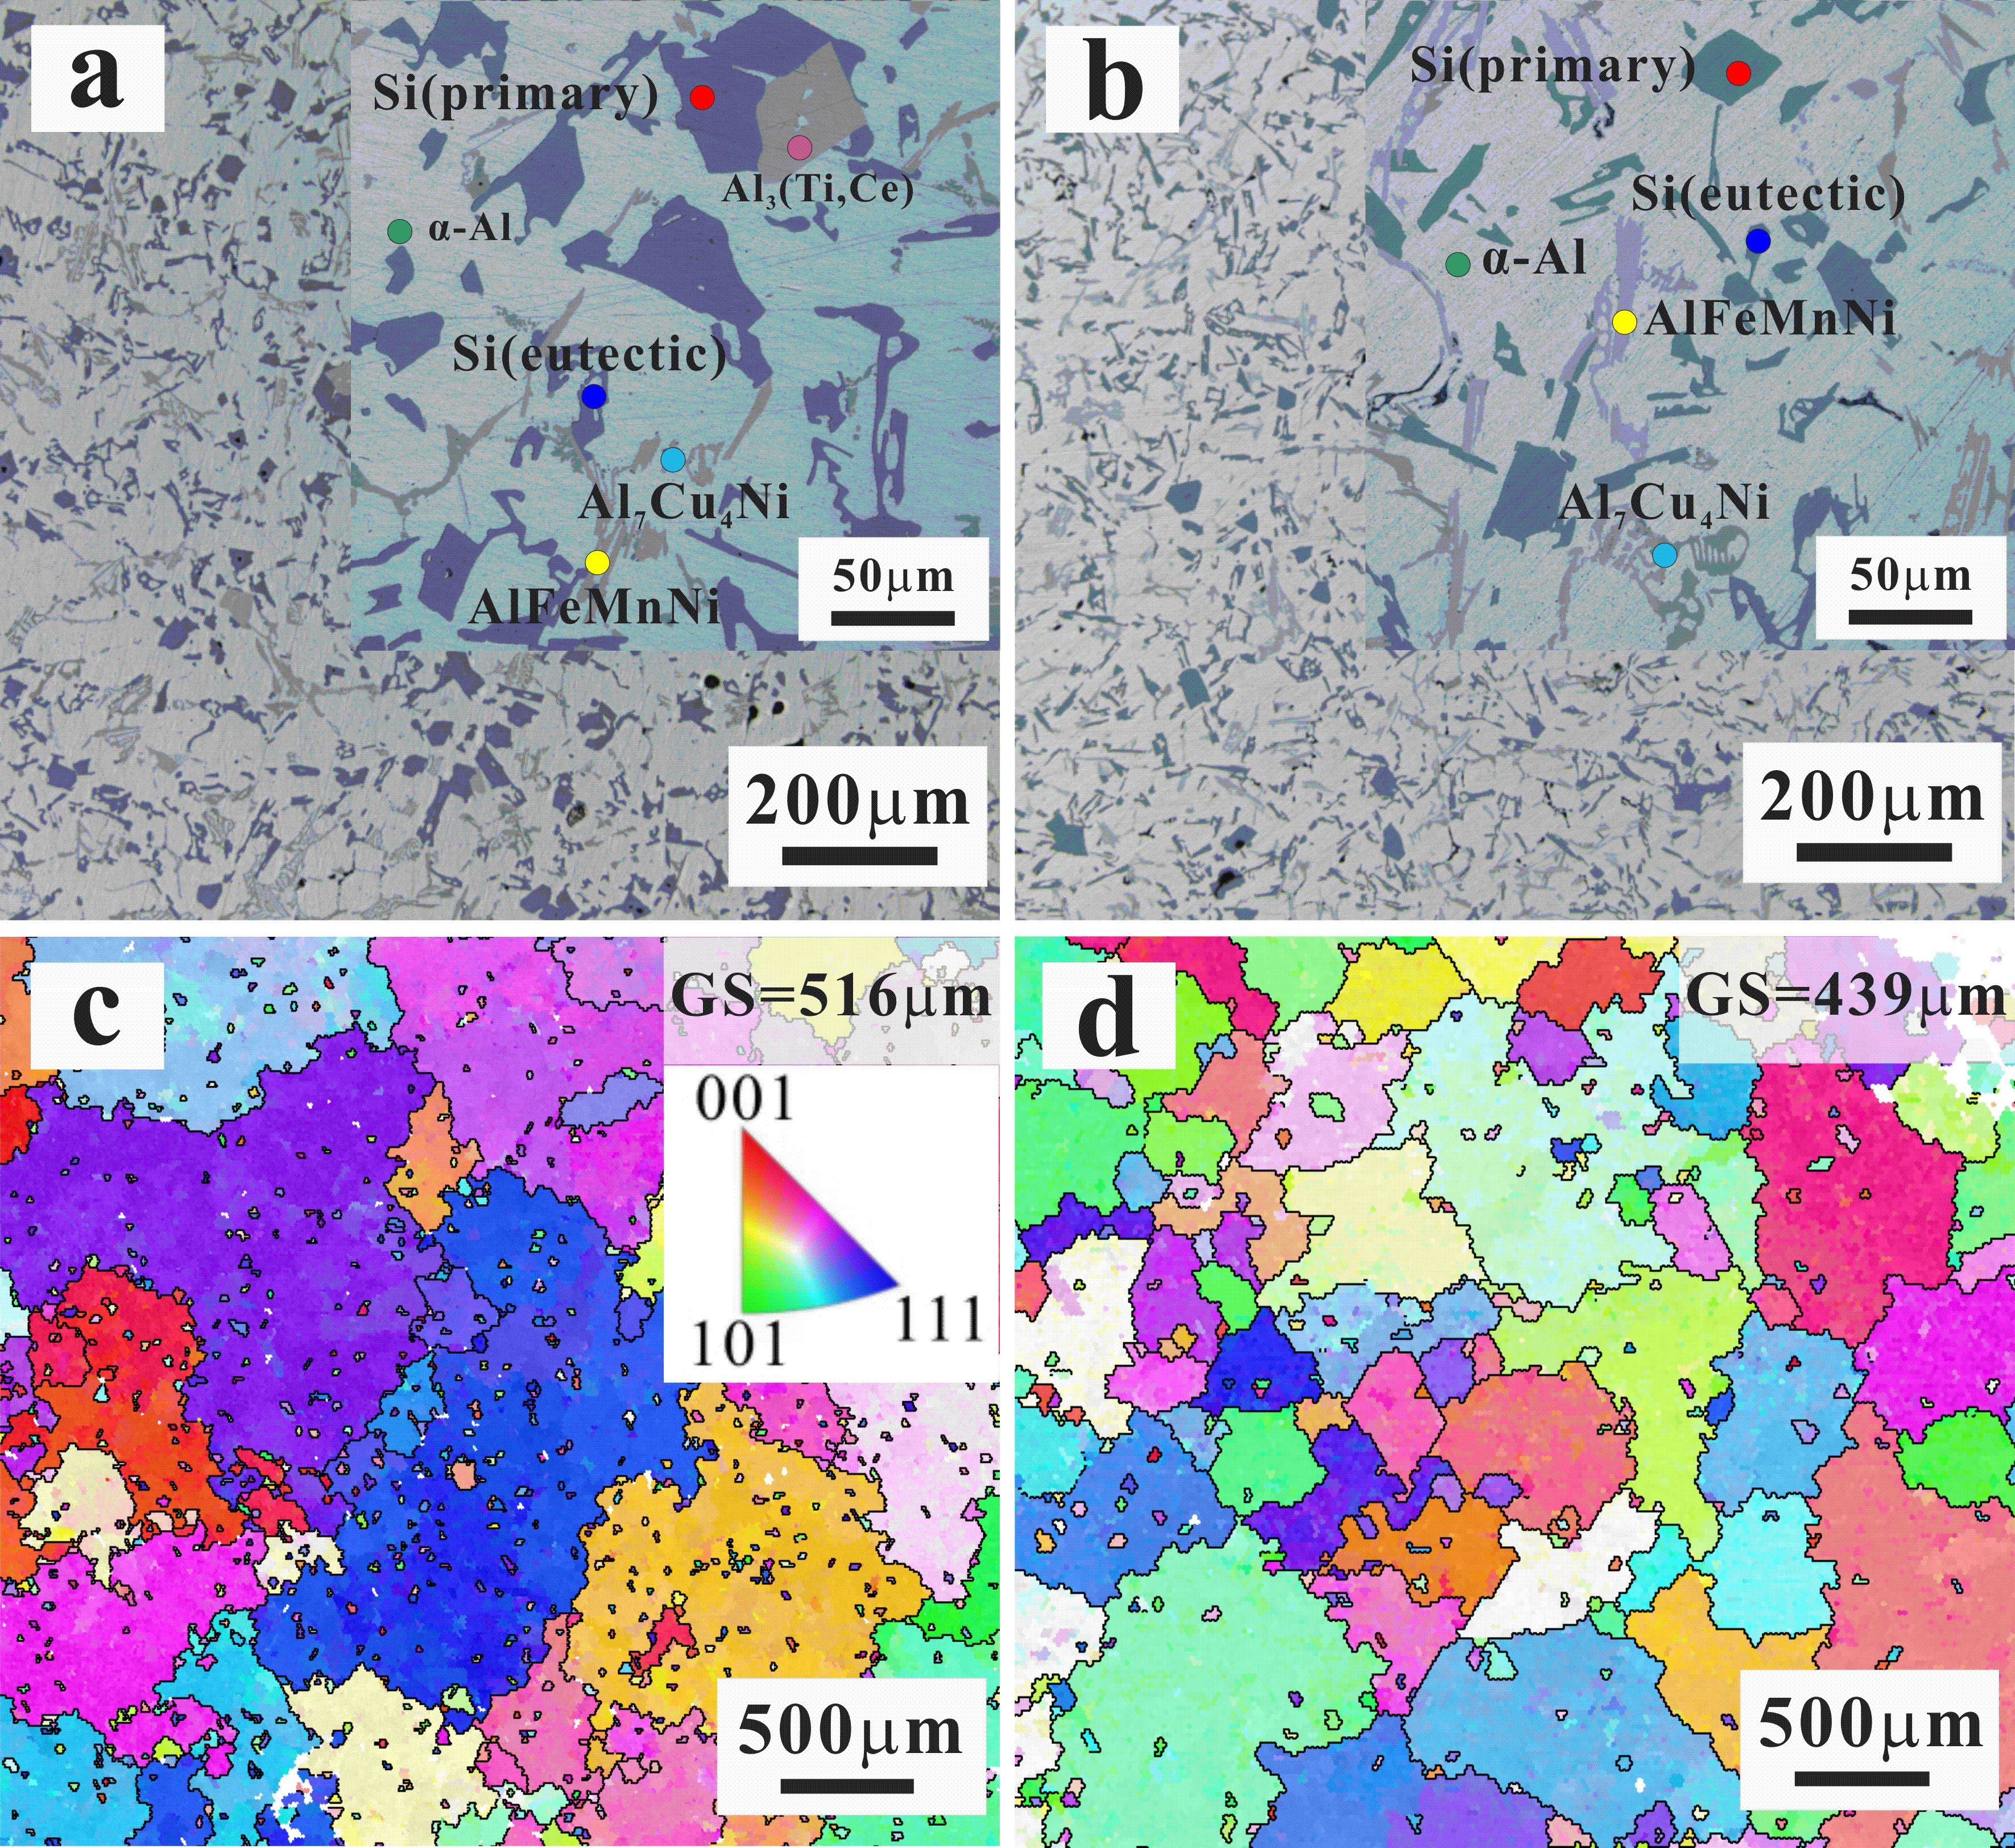 a
Si(primary)
Al₃(Ti,Ce)
α-Al
Si(eutectic)
Al₇Cu₄Ni
AlFeMnNi
50μm
200μm
b
Si(primary)
Si(eutectic)
α-Al
AlFeMnNi
Al₇Cu₄Ni
50μm
200μm
c
GS=516μm
001
101
111
500μm
d
GS=439μm
500μm